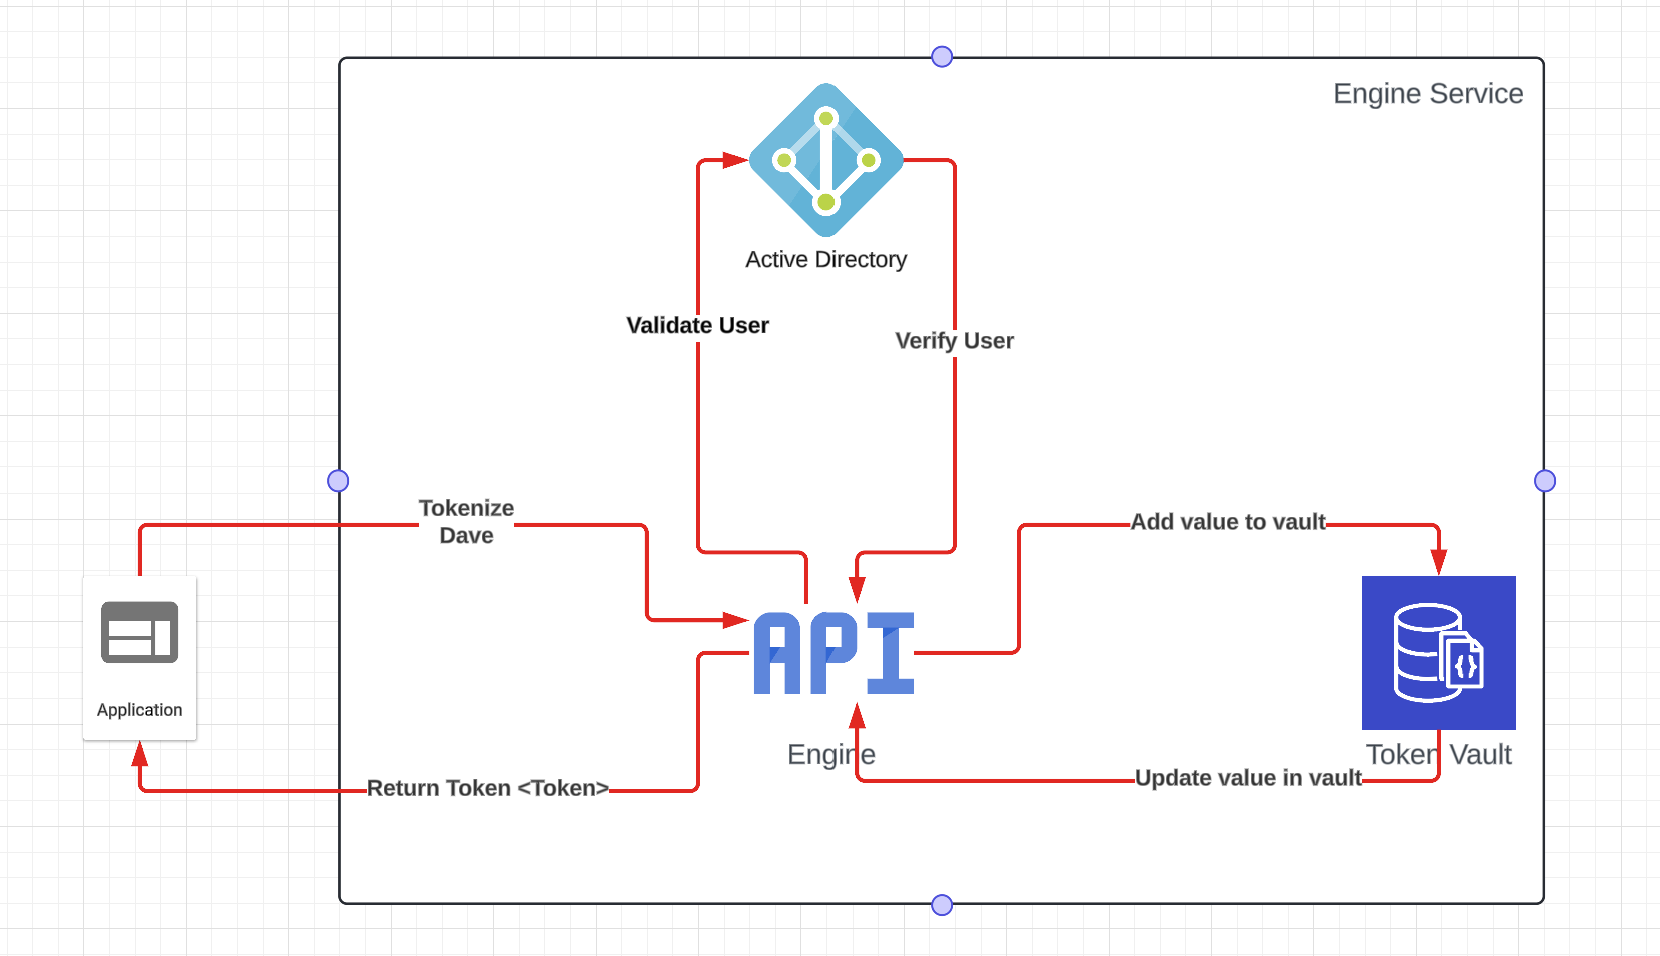 Engine Service
Active Directory
Validate User
Verify User
Tokenize
Dave
Add value to vault
API
Application
Engine
Token Vault
Return Token <Token>
Update value in vault